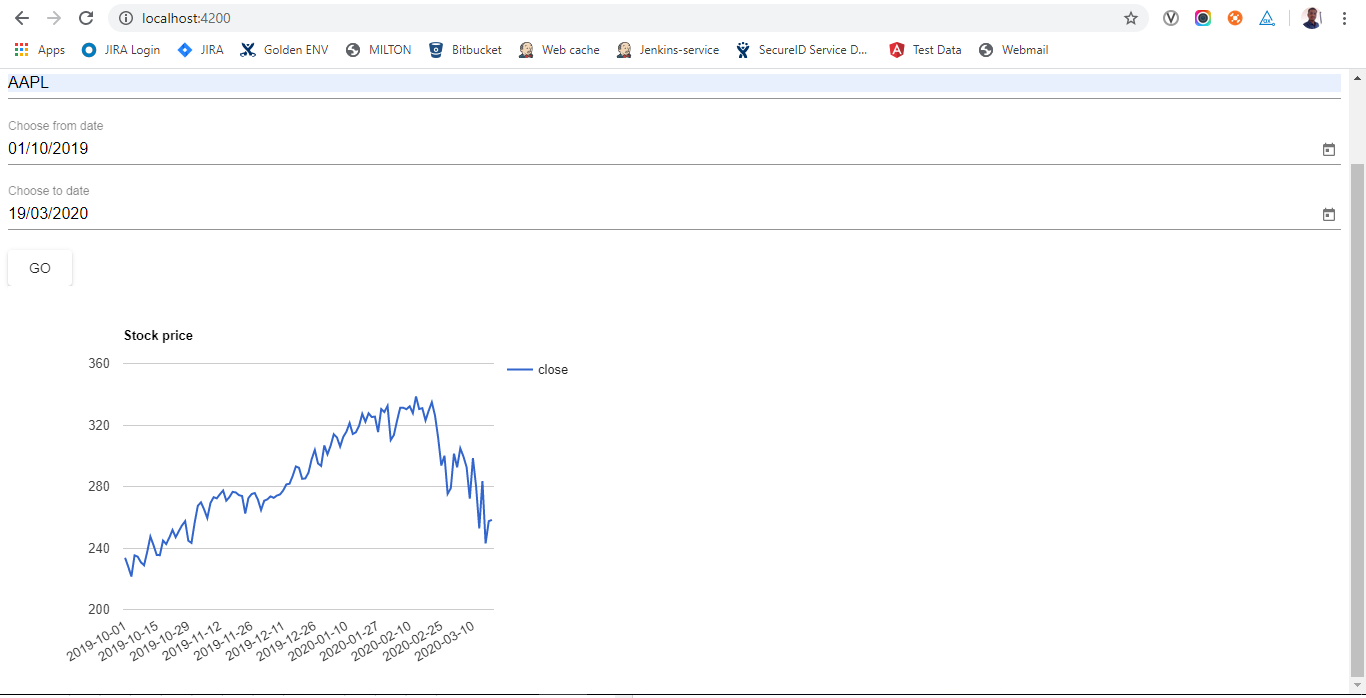 localhost:4200
Apps JIRA Login JIRA Golden ENV MILTON Bitbucket Web cache Jenkins-service SecureID Service D... Test Data Webmail
AAPL
Choose from date
01/10/2019
Choose to date
19/03/2020
GO
Stock price
360
close
320
280
240
200
2019-10-01 2019-10-15 2019-10-29 2019-11-12 2019-11-26 2019-12-11 2019-12-26 2020-01-10 2020-01-27 2020-02-10 2020-02-25 2020-03-10